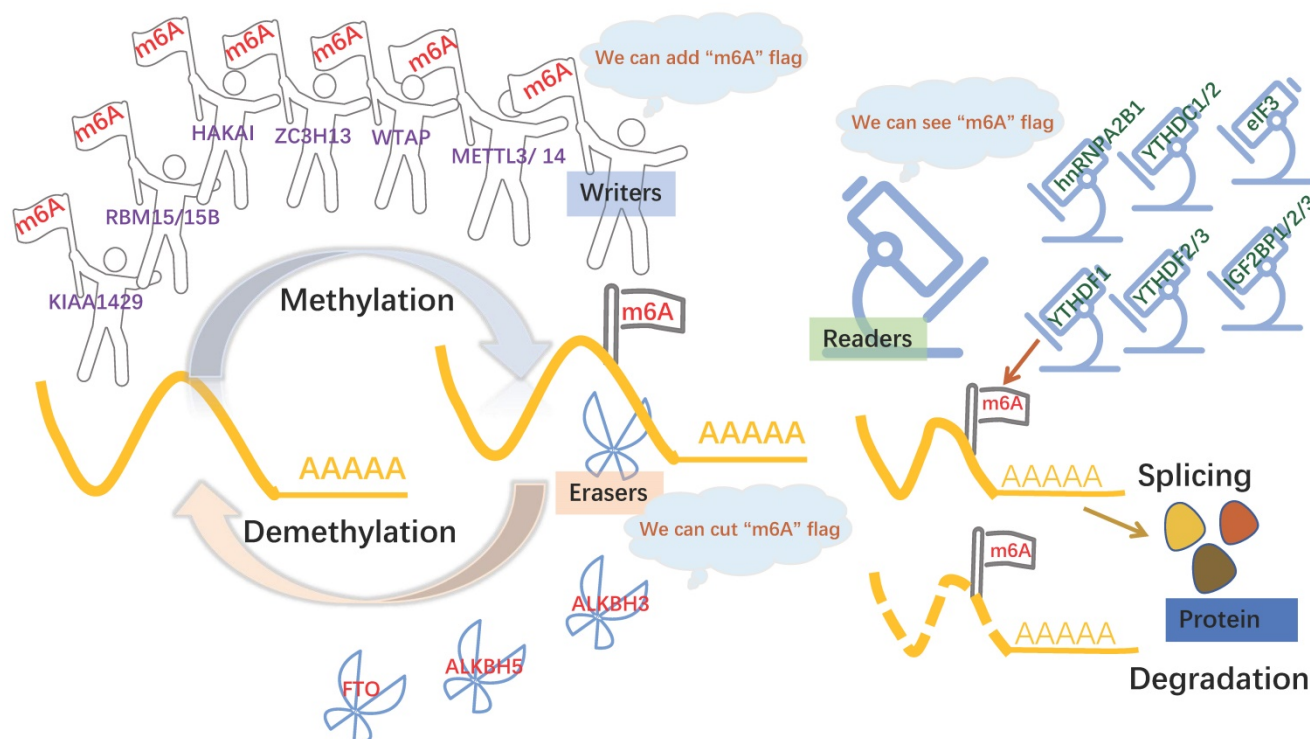 m6A
m6A
m6A
m6A
m6A
We can add “m6A” flag
HAKAI
ZC3H13
WTAP
METTL3/ 14
Writers
m6A
RBM15/15B
m6A
KIAA1429
Methylation
m6A
AAAAA
AAAAA
Demethylation
Erasers
We can cut “m6A” flag
ALKBH3
ALKBH5
FTO
We can see “m6A” flag
Readers
hnRNPA2B1
YTHDC1/2
eIF3
YTHDF1
YTHDF2/3
IGF2BP1/2/3
m6A
AAAAA
Splicing
Protein
m6A
AAAAA
Degradation